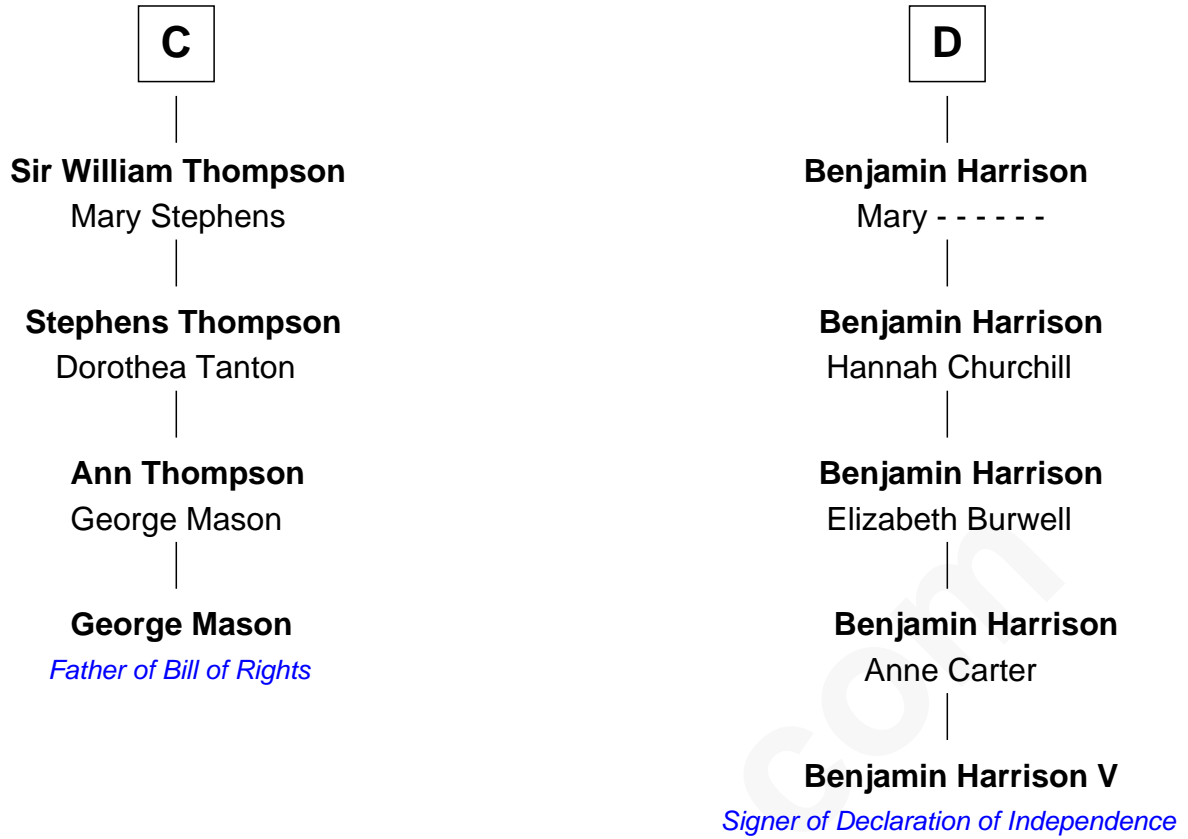 C
Sir William Thompson
Mary Stephens
Stephens Thompson
Dorothea Tanton
Ann Thompson
George Mason
George Mason
Father of Bill of Rights
D
Benjamin Harrison
Mary - - - - - -
Benjamin Harrison
Hannah Churchill
Benjamin Harrison
Elizabeth Burwell
Benjamin Harrison
Anne Carter
Benjamin Harrison V
Signer of Declaration of Independence
com